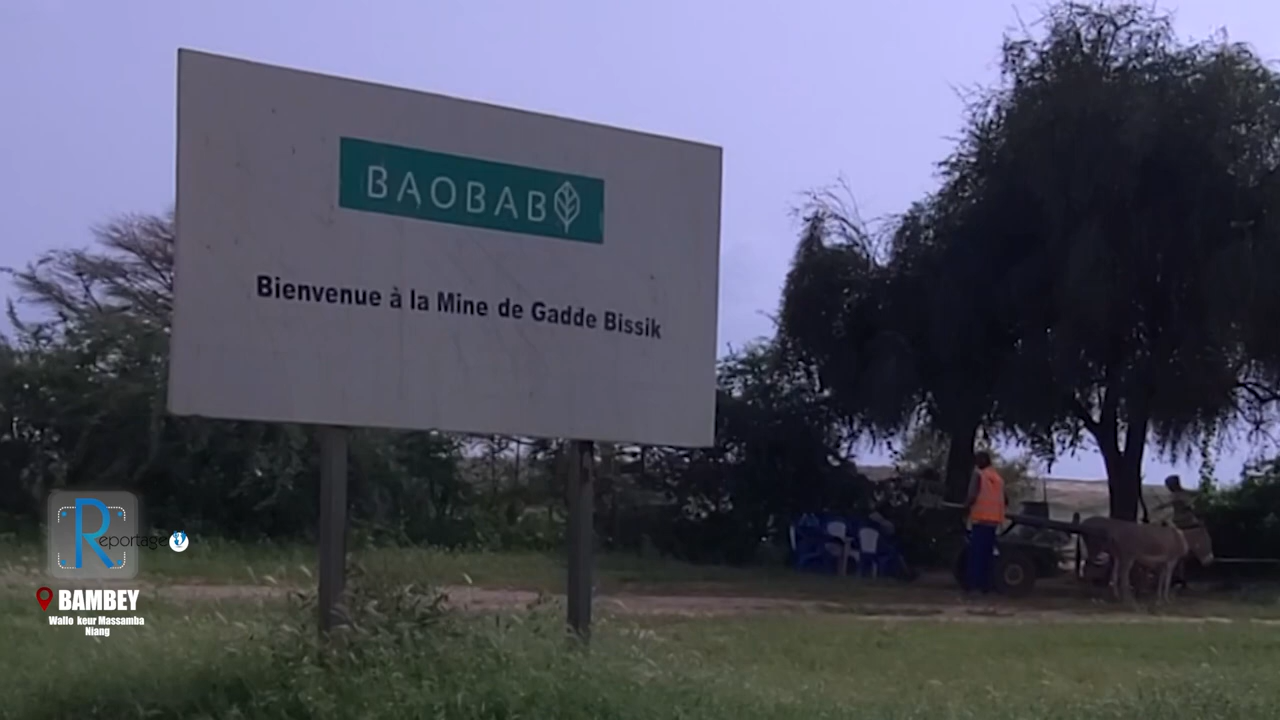 BAOBAB
Bienvenue à la Mine de Gadde Bissik
Reportage
BAMBEY
Wallo keur Massamba
Niang